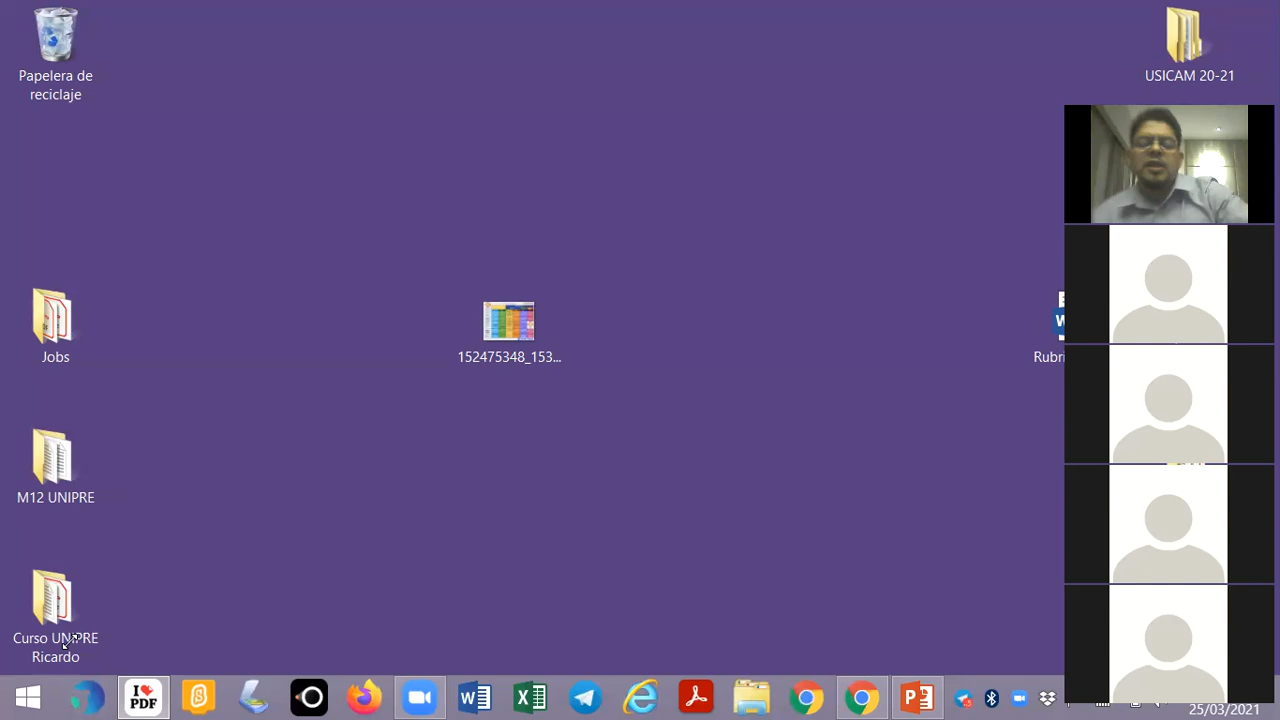 Papelera de
reciclaje
USICAM 20-21
Jobs
152475348_153...
Rubri
M12 UNIPRE
Curso UNIPRE
Ricardo
I
PDF
25/03/2021